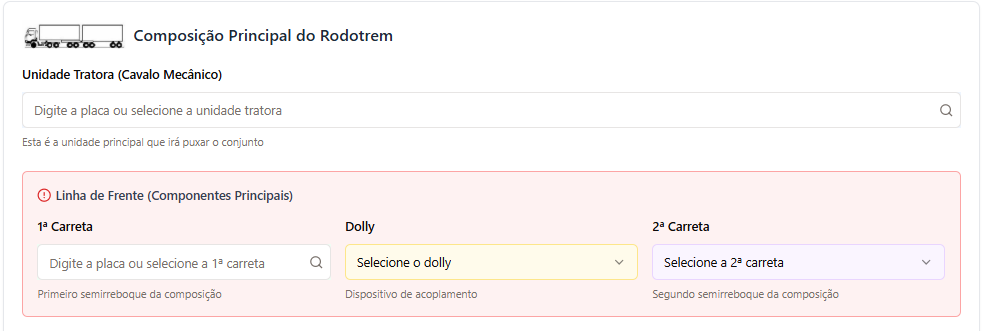 Composição Principal do Rodotrem
Unidade Tratora (Cavalo Mecânico)
Digite a placa ou selecione a unidade tratora
Esta é a unidade principal que irá puxar o conjunto
Linha de Frente (Componentes Principais)
1ª Carreta
Digite a placa ou selecione a 1ª carreta
Primeiro semirreboque da composição
Dolly
Selecione o dolly
Dispositivo de acoplamento
2ª Carreta
Selecione a 2ª carreta
Segundo semirreboque da composição